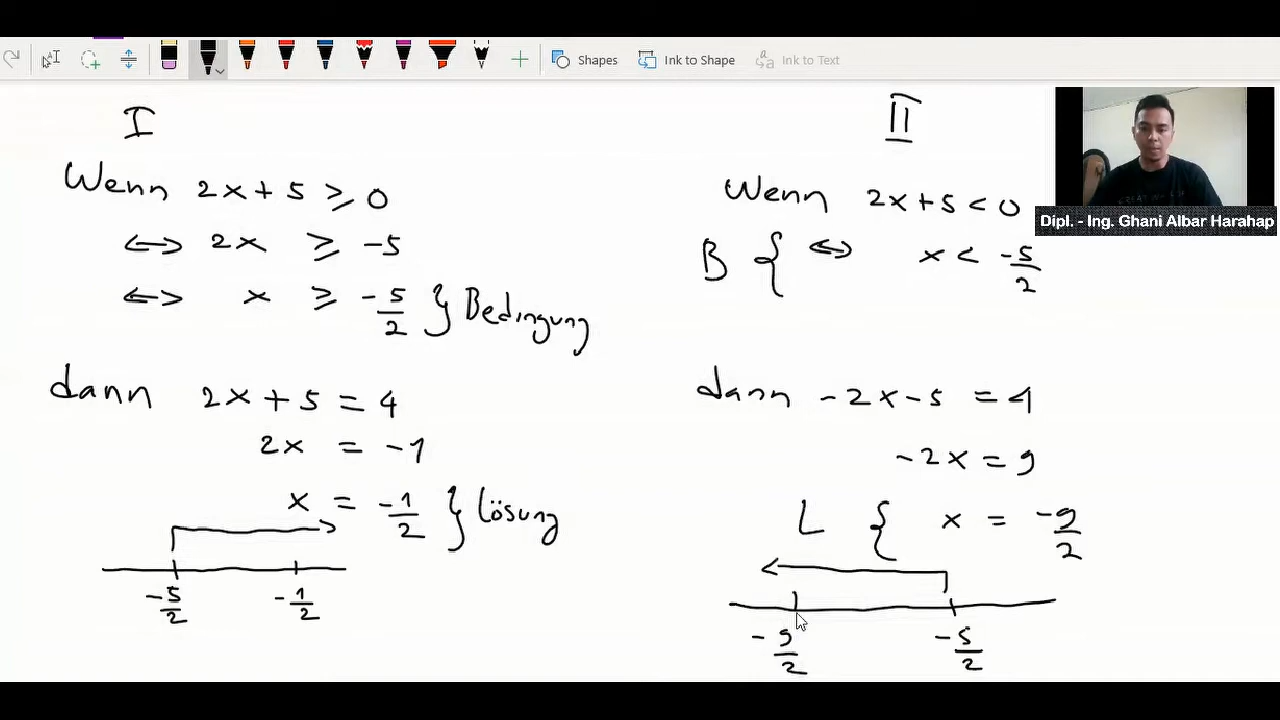 Shapes
Ink to Shape
Ink to Text
I
Wenn 2x + 5 ≥ 0
⟺ 2x ≥ -5
⟺ x ≥ -5/2 } Bedingung
dann 2x + 5 = 4
2x = -1
x = -1/2 } Lösung
-5/2 -1/2
II
Wenn 2x + 5 < 0
B { ⟺ x < -5/2
dann -2x - 5 = 4
-2x = 9
L { x = -9/2
-9/2 -5/2
Dipl. - Ing. Ghani Albar Harahap